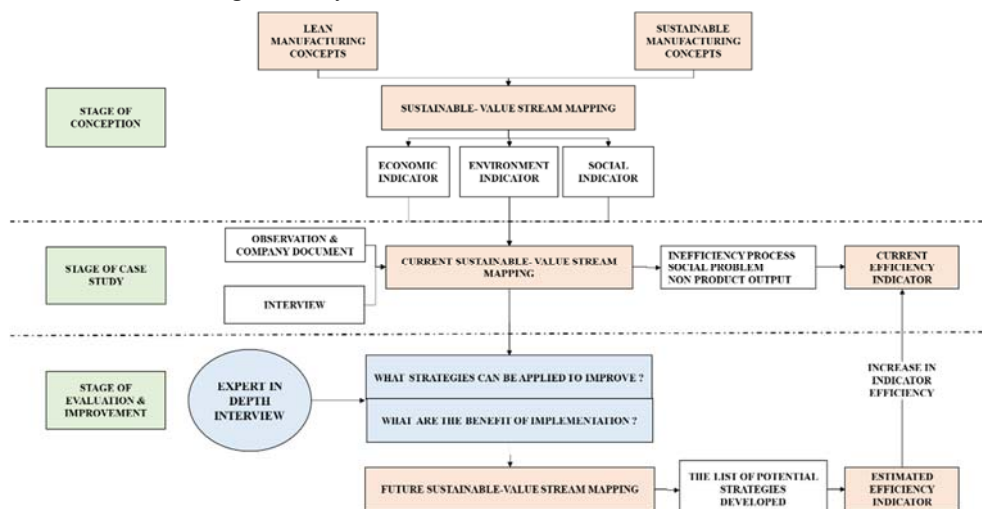 LEAN
MANUFACTURING
CONCEPTS
SUSTAINABLE
MANUFACTURING
CONCEPTS
STAGE OF
CONCEPTION
SUSTAINABLE- VALUE STREAM MAPPING
ECONOMIC
INDICATOR
ENVIRONMENT
INDICATOR
SOCIAL
INDICATOR
STAGE OF CASE
STUDY
OBSERVATION &
COMPANY DOCUMENT
INTERVIEW
CURRENT SUSTAINABLE- VALUE STREAM
MAPPING
INEFFICIENCY PROCESS
SOCIAL PROBLEM
NON PRODUCT OUTPUT
CURRENT
EFFICIENCY
INDICATOR
STAGE OF
EVALUATION &
IMPROVEMENT
EXPERT IN
DEPTH
INTERVIEW
WHAT STRATEGIES CAN BE APPLIED TO IMPROVE ?
WHAT ARE THE BENEFIT OF IMPLEMENTATION ?
INCREASE IN
INDICATOR
EFFICIENCY
FUTURE SUSTAINABLE-VALUE STREAM MAPPING
THE LIST OF POTENTIAL
STRATEGIES
DEVELOPED
ESTIMATED
EFFICIENCY
INDICATOR